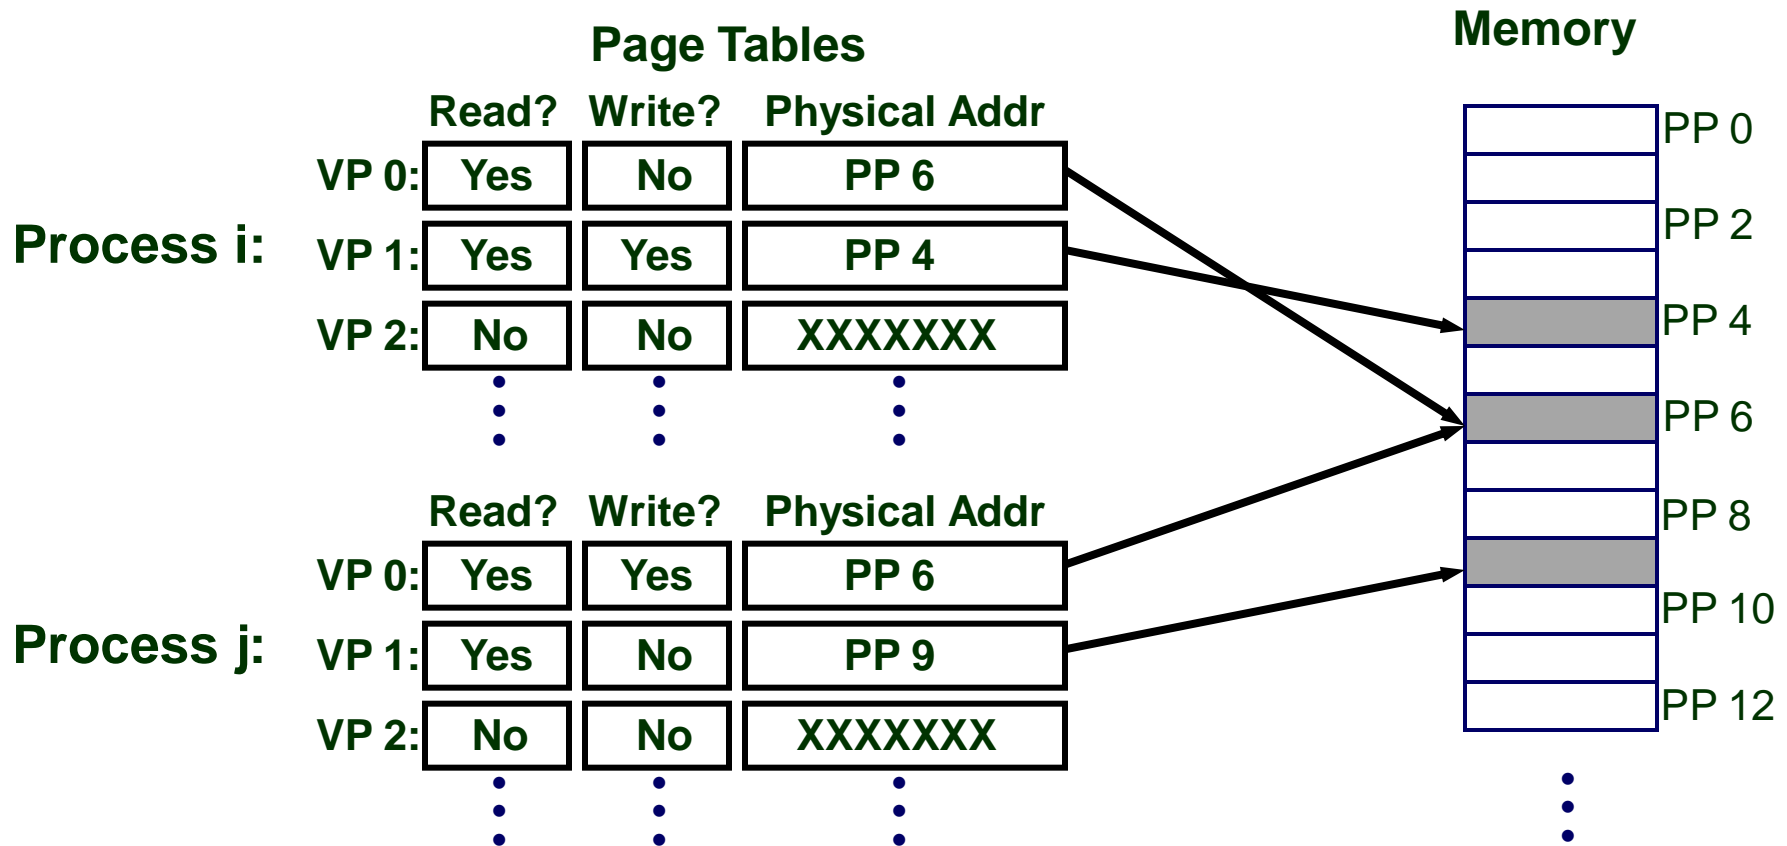 Page Tables
Memory
Read? Write? Physical Addr
VP 0: Yes No PP 6
Process i:
VP 1: Yes Yes PP 4
VP 2: No No XXXXXXX
Read? Write? Physical Addr
VP 0: Yes Yes PP 6
Process j:
VP 1: Yes No PP 9
VP 2: No No XXXXXXX
PP 0
PP 2
PP 4
PP 6
PP 8
PP 10
PP 12